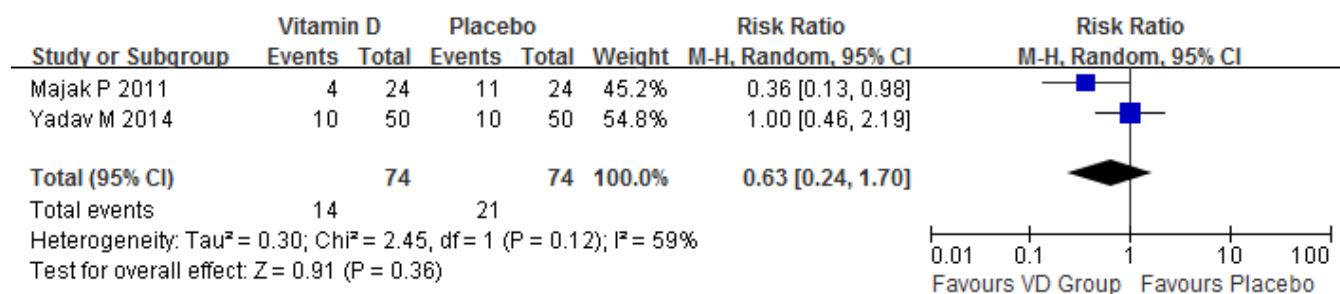 Vitamin D Placebo Risk Ratio Risk Ratio
Study or Subgroup Events Total Events Total Weight M-H, Random, 95% CI M-H, Random, 95% CI
Majak P 2011 4 24 11 24 45.2% 0.36 [0.13, 0.98]
Yadav M 2014 10 50 10 50 54.8% 1.00 [0.46, 2.19]
Total (95% CI) 74 74 100.0% 0.63 [0.24, 1.70]
Total events 14 21
Heterogeneity: Tau² = 0.30; Chi² = 2.45, df = 1 (P = 0.12); I² = 59%
Test for overall effect: Z = 0.91 (P = 0.36)
0.01 0.1 1 10 100
Favours VD Group Favours Placebo